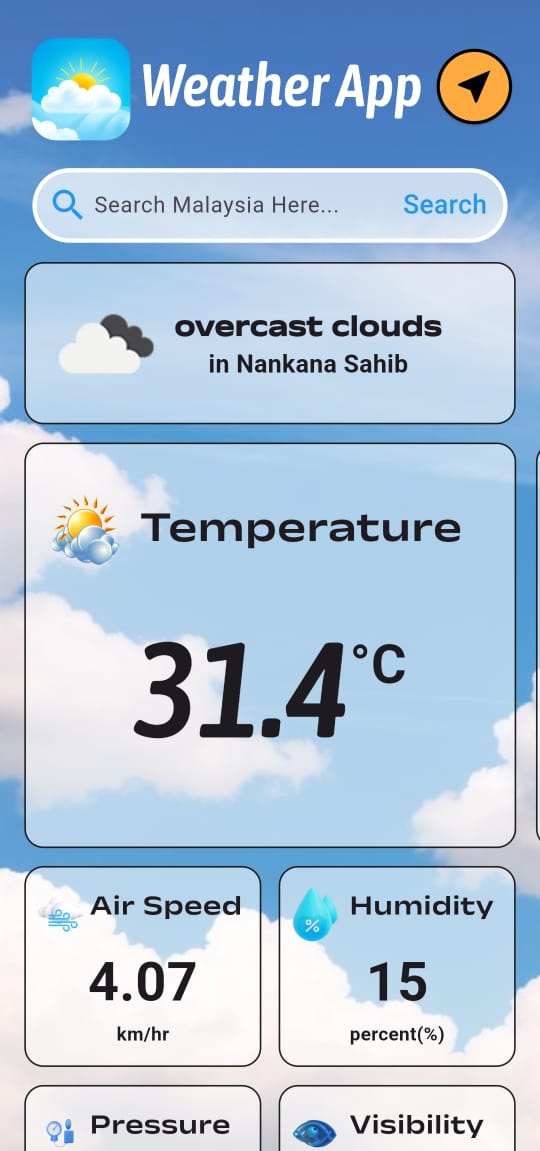 Weather App
Search Malaysia Here...
Search
overcast clouds
in Nankana Sahib
Temperature
31.4°C
Air Speed
4.07
km/hr
Humidity
%
15
percent(%)
Pressure
Visibility